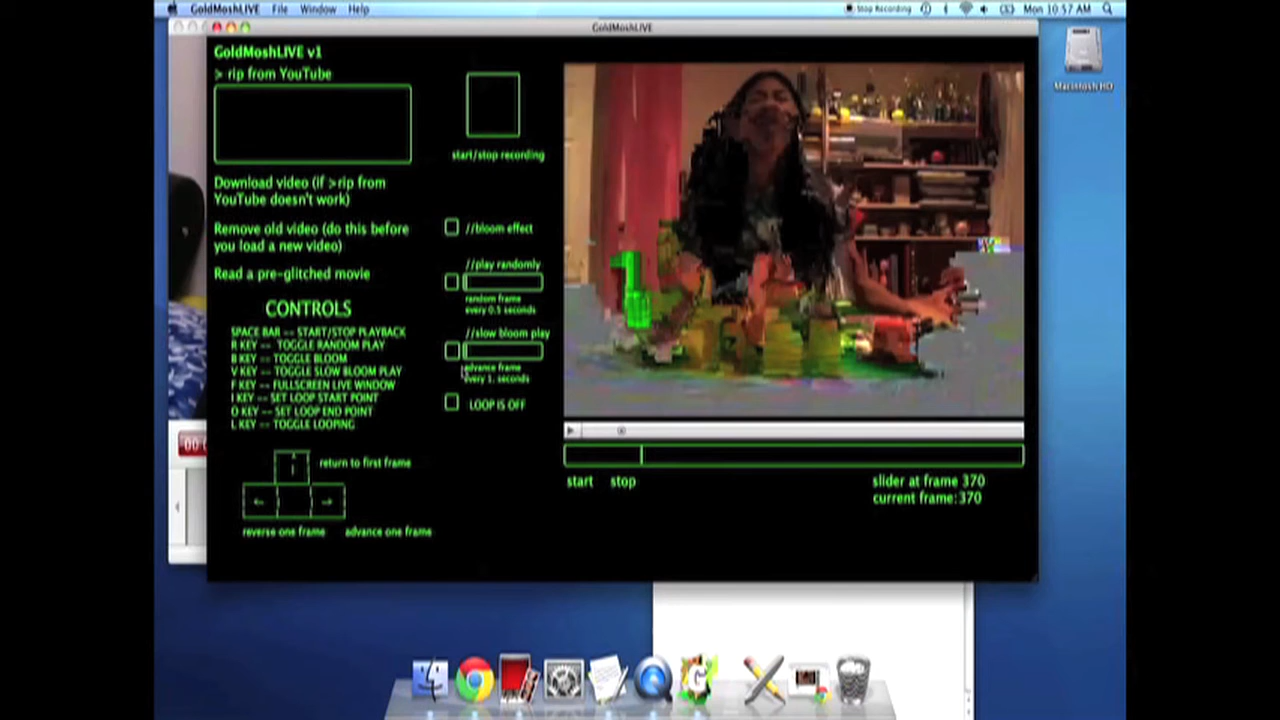 GoldMoshLIVE File Window Help
Stop Recording Mon 10:57 AM
GoldMoshLIVE
Macintosh HD
GoldMoshLIVE v1
> rip from YouTube
start/stop recording
Download video (if >rip from
YouTube doesn't work)
Remove old video (do this before
you load a new video)
Read a pre-glitched movie
//bloom effect
//play randomly
random frame
every 0.5 seconds
//slow bloom play
advance frame
every 1. seconds
LOOP IS OFF
CONTROLS
SPACE BAR -- START/STOP PLAYBACK
R KEY -- TOGGLE RANDOM PLAY
B KEY -- TOGGLE BLOOM
V KEY -- TOGGLE SLOW BLOOM PLAY
F KEY -- FULLSCREEN LIVE WINDOW
I KEY -- SET LOOP START POINT
O KEY -- SET LOOP END POINT
L KEY -- TOGGLE LOOPING
return to first frame
reverse one frame advance one frame
start stop
slider at frame 370
current frame: 370